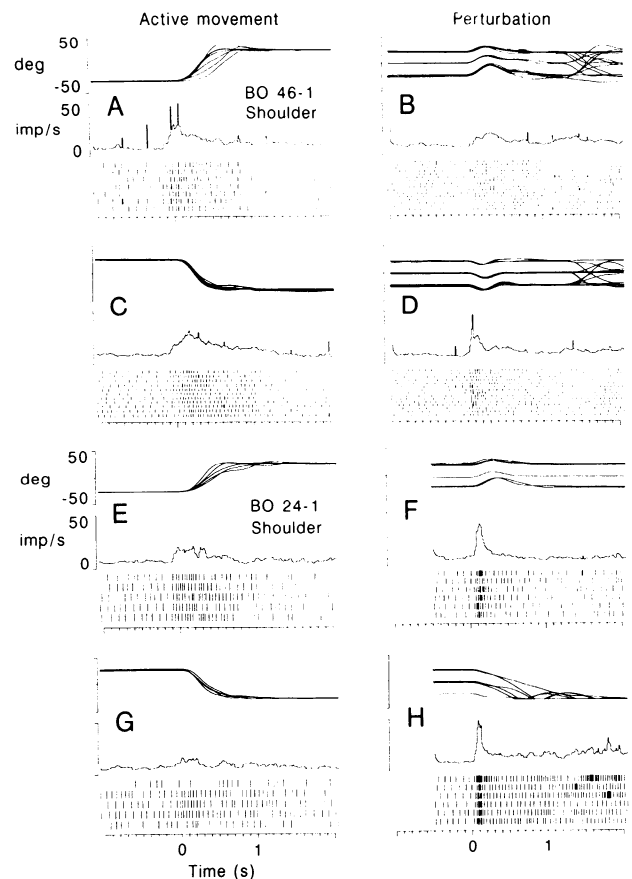 Active movement
Perturbation
50
deg
-50
A
BO 46-1
Shoulder
50
imp/s
0
50
B
C
D
50
deg
-50
E
BO 24-1
Shoulder
50
imp/s
0
F
G
H
0 1
Time (s)
0 1